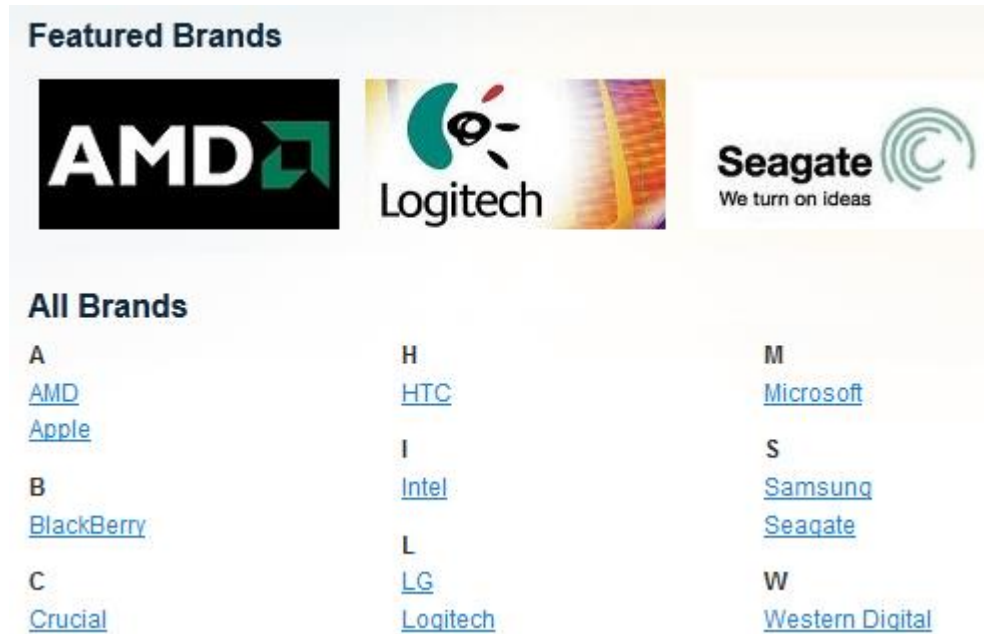 Featured Brands
AMD
Logitech
Seagate
We turn on ideas
All Brands
A
AMD
Apple
B
BlackBerry
C
Crucial
H
HTC
I
Intel
L
LG
Logitech
M
Microsoft
S
Samsung
Seagate
W
Western Digital